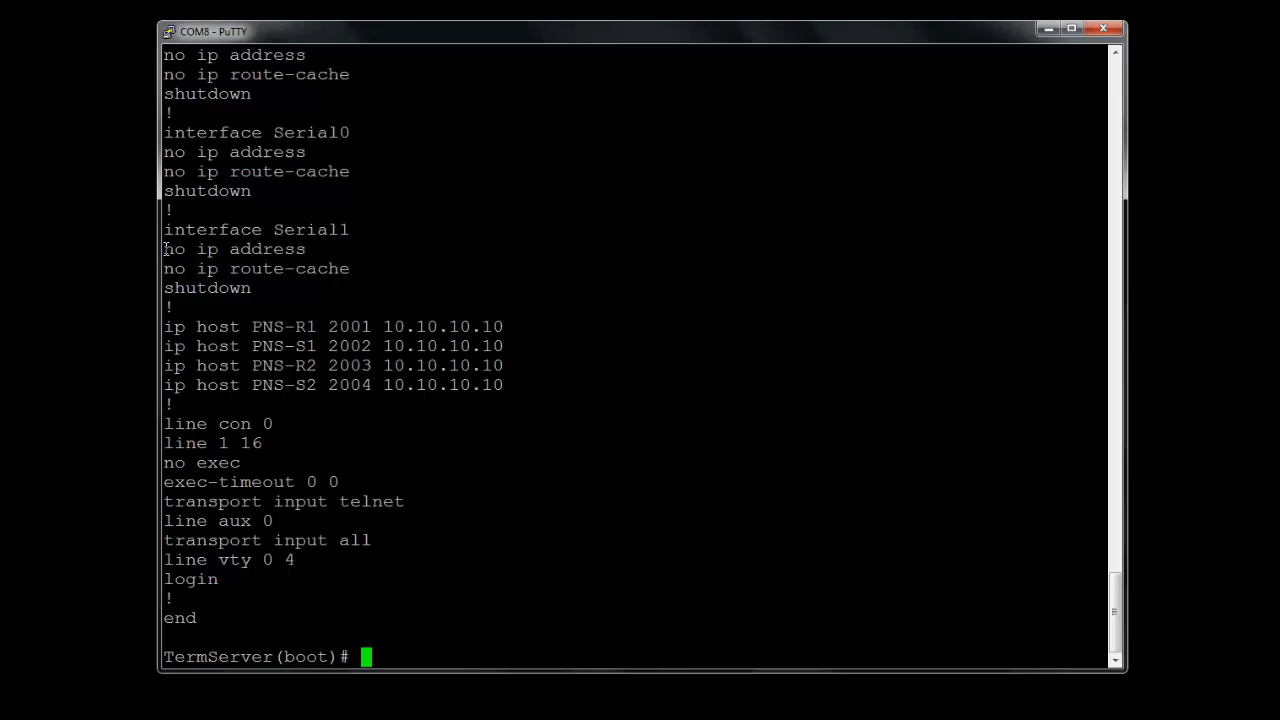 COM8 - PuTTY
no ip address
no ip route-cache
shutdown
!
interface Serial0
no ip address
no ip route-cache
shutdown
!
interface Serial1
no ip address
no ip route-cache
shutdown
!
ip host PNS-R1 2001 10.10.10.10
ip host PNS-S1 2002 10.10.10.10
ip host PNS-R2 2003 10.10.10.10
ip host PNS-S2 2004 10.10.10.10
!
line con 0
line 1 16
no exec
exec-timeout 0 0
transport input telnet
line aux 0
transport input all
line vty 0 4
login
!
end
TermServer(boot)#